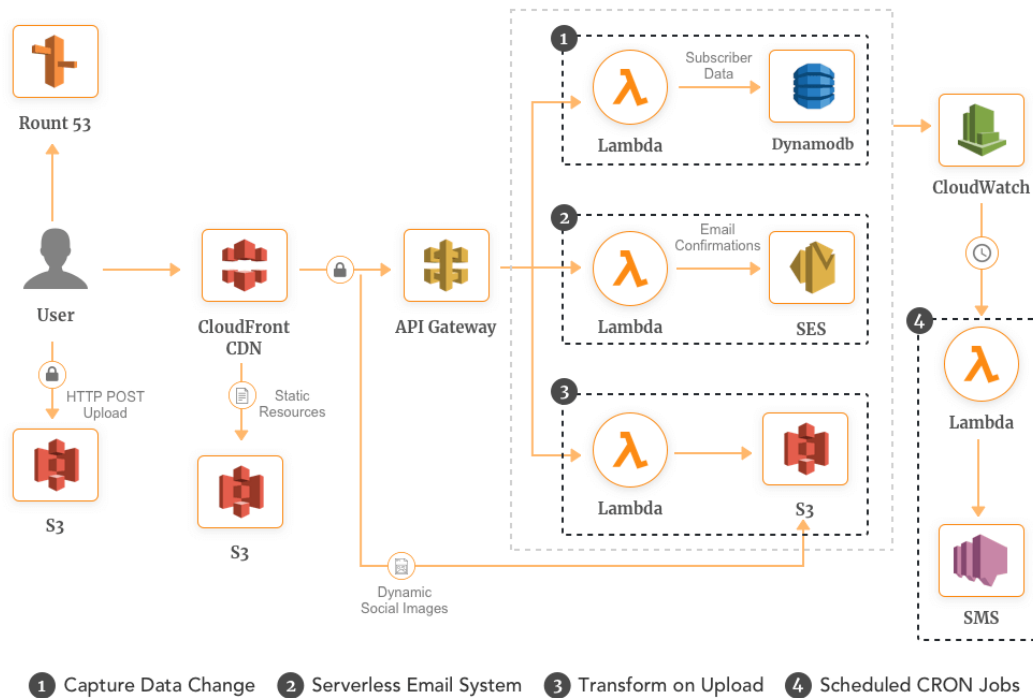 1
Subscriber
Data
Lambda
Dynamodb
Rount 53
CloudWatch
2
Email
Confirmations
Lambda
SES
User
CloudFront
CDN
API Gateway
HTTP POST
Upload
Static
Resources
S3
S3
3
Lambda
S3
Dynamic
Social Images
4
Lambda
SMS
1 Capture Data Change 2 Serverless Email System 3 Transform on Upload 4 Scheduled CRON Jobs